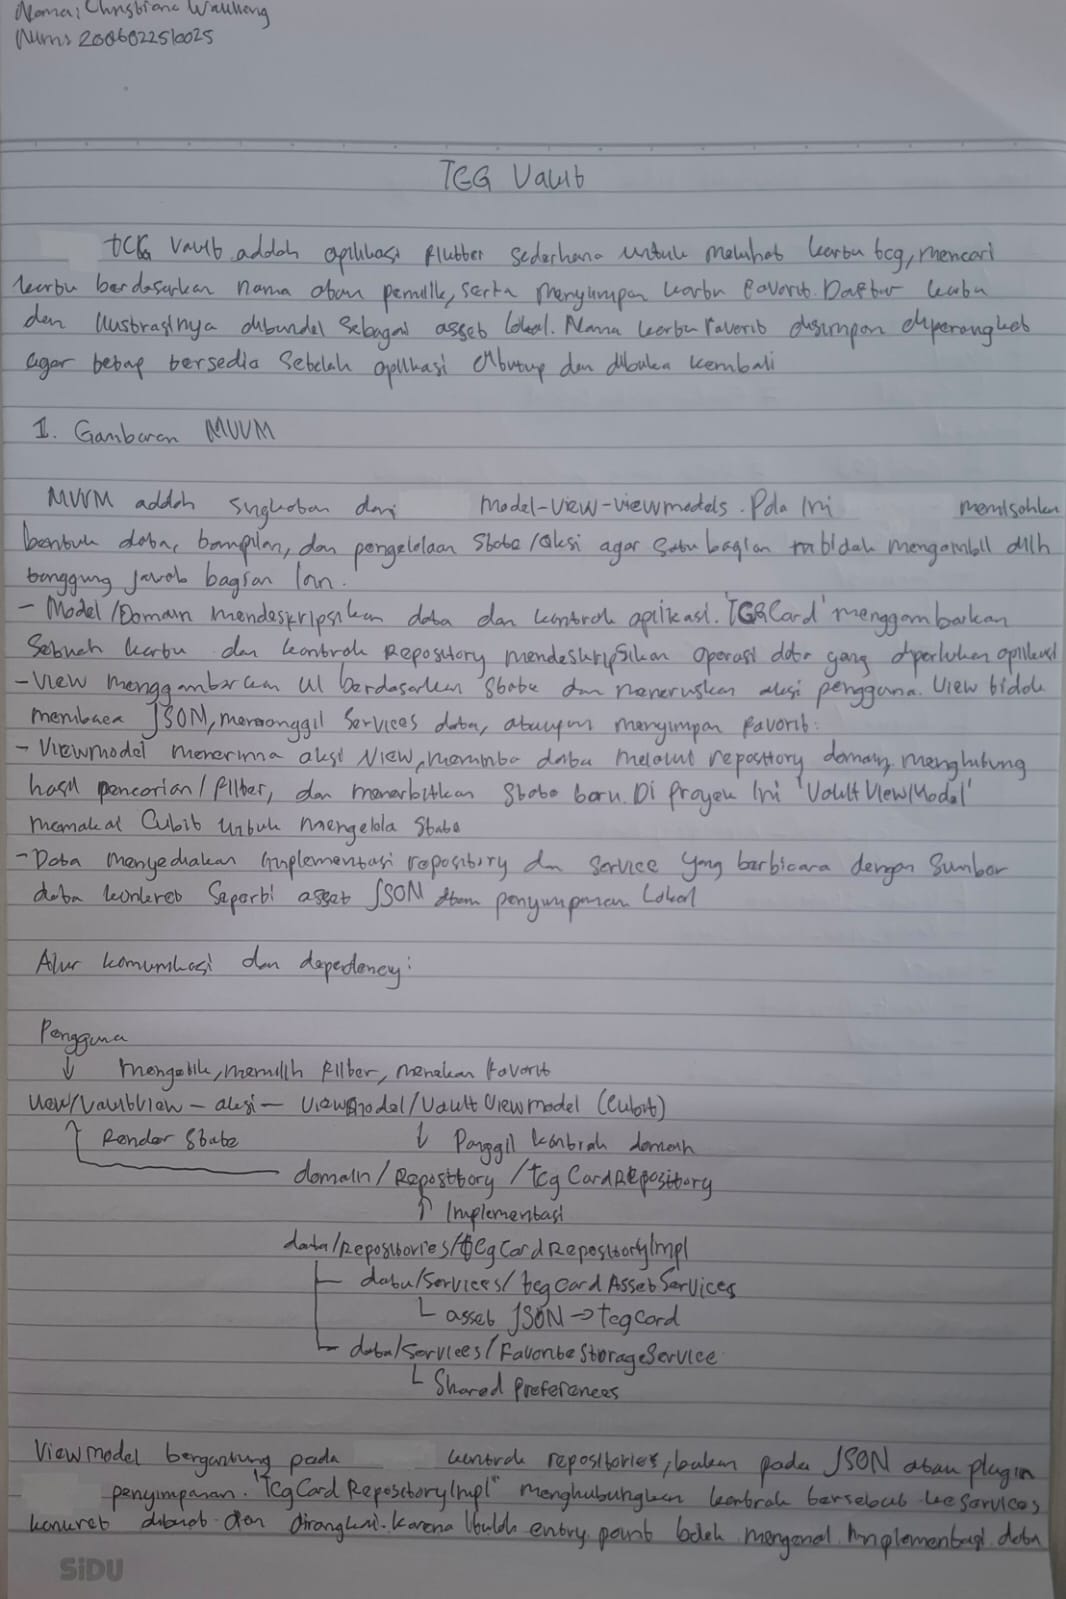 Nama: Christiano Walleong
Nim: 2006022510025
TCG Vault
TCG Vault adalah aplikasi flutter sederhana untuk melihat kartu tcg, mencari
kartu berdasarkan nama atau pemilik, serta menyimpan kartu favorit. Daftar kartu
dan ilustrasinya dibundel sebagai asset lokal. Nama kartu favorit disimpan diperangkat
agar tetap tersedia setelah aplikasi ditutup dan dibuka kembali
1. Gambaran MVVM
MVVM adalah singkatan dari Model-View-viewmodels. Pola ini memisahkan
bentuk data, tampilan, dan pengelolaan state/aksi agar satu bagian tidak mengambil alih
tanggung jawab bagian lain.
- Model/Domain mendeskripsikan data dan kontrak aplikasi. 'TCGCard' menggambarkan
sebuah kartu dan kontrak Repository mendeskripsikan operasi data yang diperlukan aplikasi
- View menggambarkan UI berdasarkan state dan meneruskan aksi pengguna. View tidak
membaca JSON, memanggil services data, ataupun menyimpan favorit.
- Viewmodel menerima aksi View, meminta data melalui repository domain, menghitung
hasil pencarian/filter, dan menerbitkan state baru. Di proyek ini 'VaultViewModel'
memakai Cubit untuk mengelola state
- Data menyediakan implementasi repository dan service yang berbicara dengan sumber
data konkret seperti asset JSON atau penyimpanan Lokal
Alur komunikasi dan dependency:
Pengguna
↓ Mengetik, memilih filter, menekan favorit
View/VaultView - aksi - Viewmodel/VaultViewmodel (Cubit)
Render state ↓ Panggil kontrak domain
domain/Repository/tcgCardRepository
↑ Implementasi
data/repositories/tcgCardRepositoryImpl
data/services/tcgCardAssetServices
└ asset JSON → tcgCard
data/services/FavoriteStorageService
└ Shared Preferences
Viewmodel bergantung pada kontrak repositories, bukan pada JSON atau plugin
penyimpanan. "TcgCardRepositoryImpl" menghubungkan kontrak tersebut ke services
konkret dibuat dan dirangkai. karena itulah entry point boleh mengenal implementasi data
SiDU